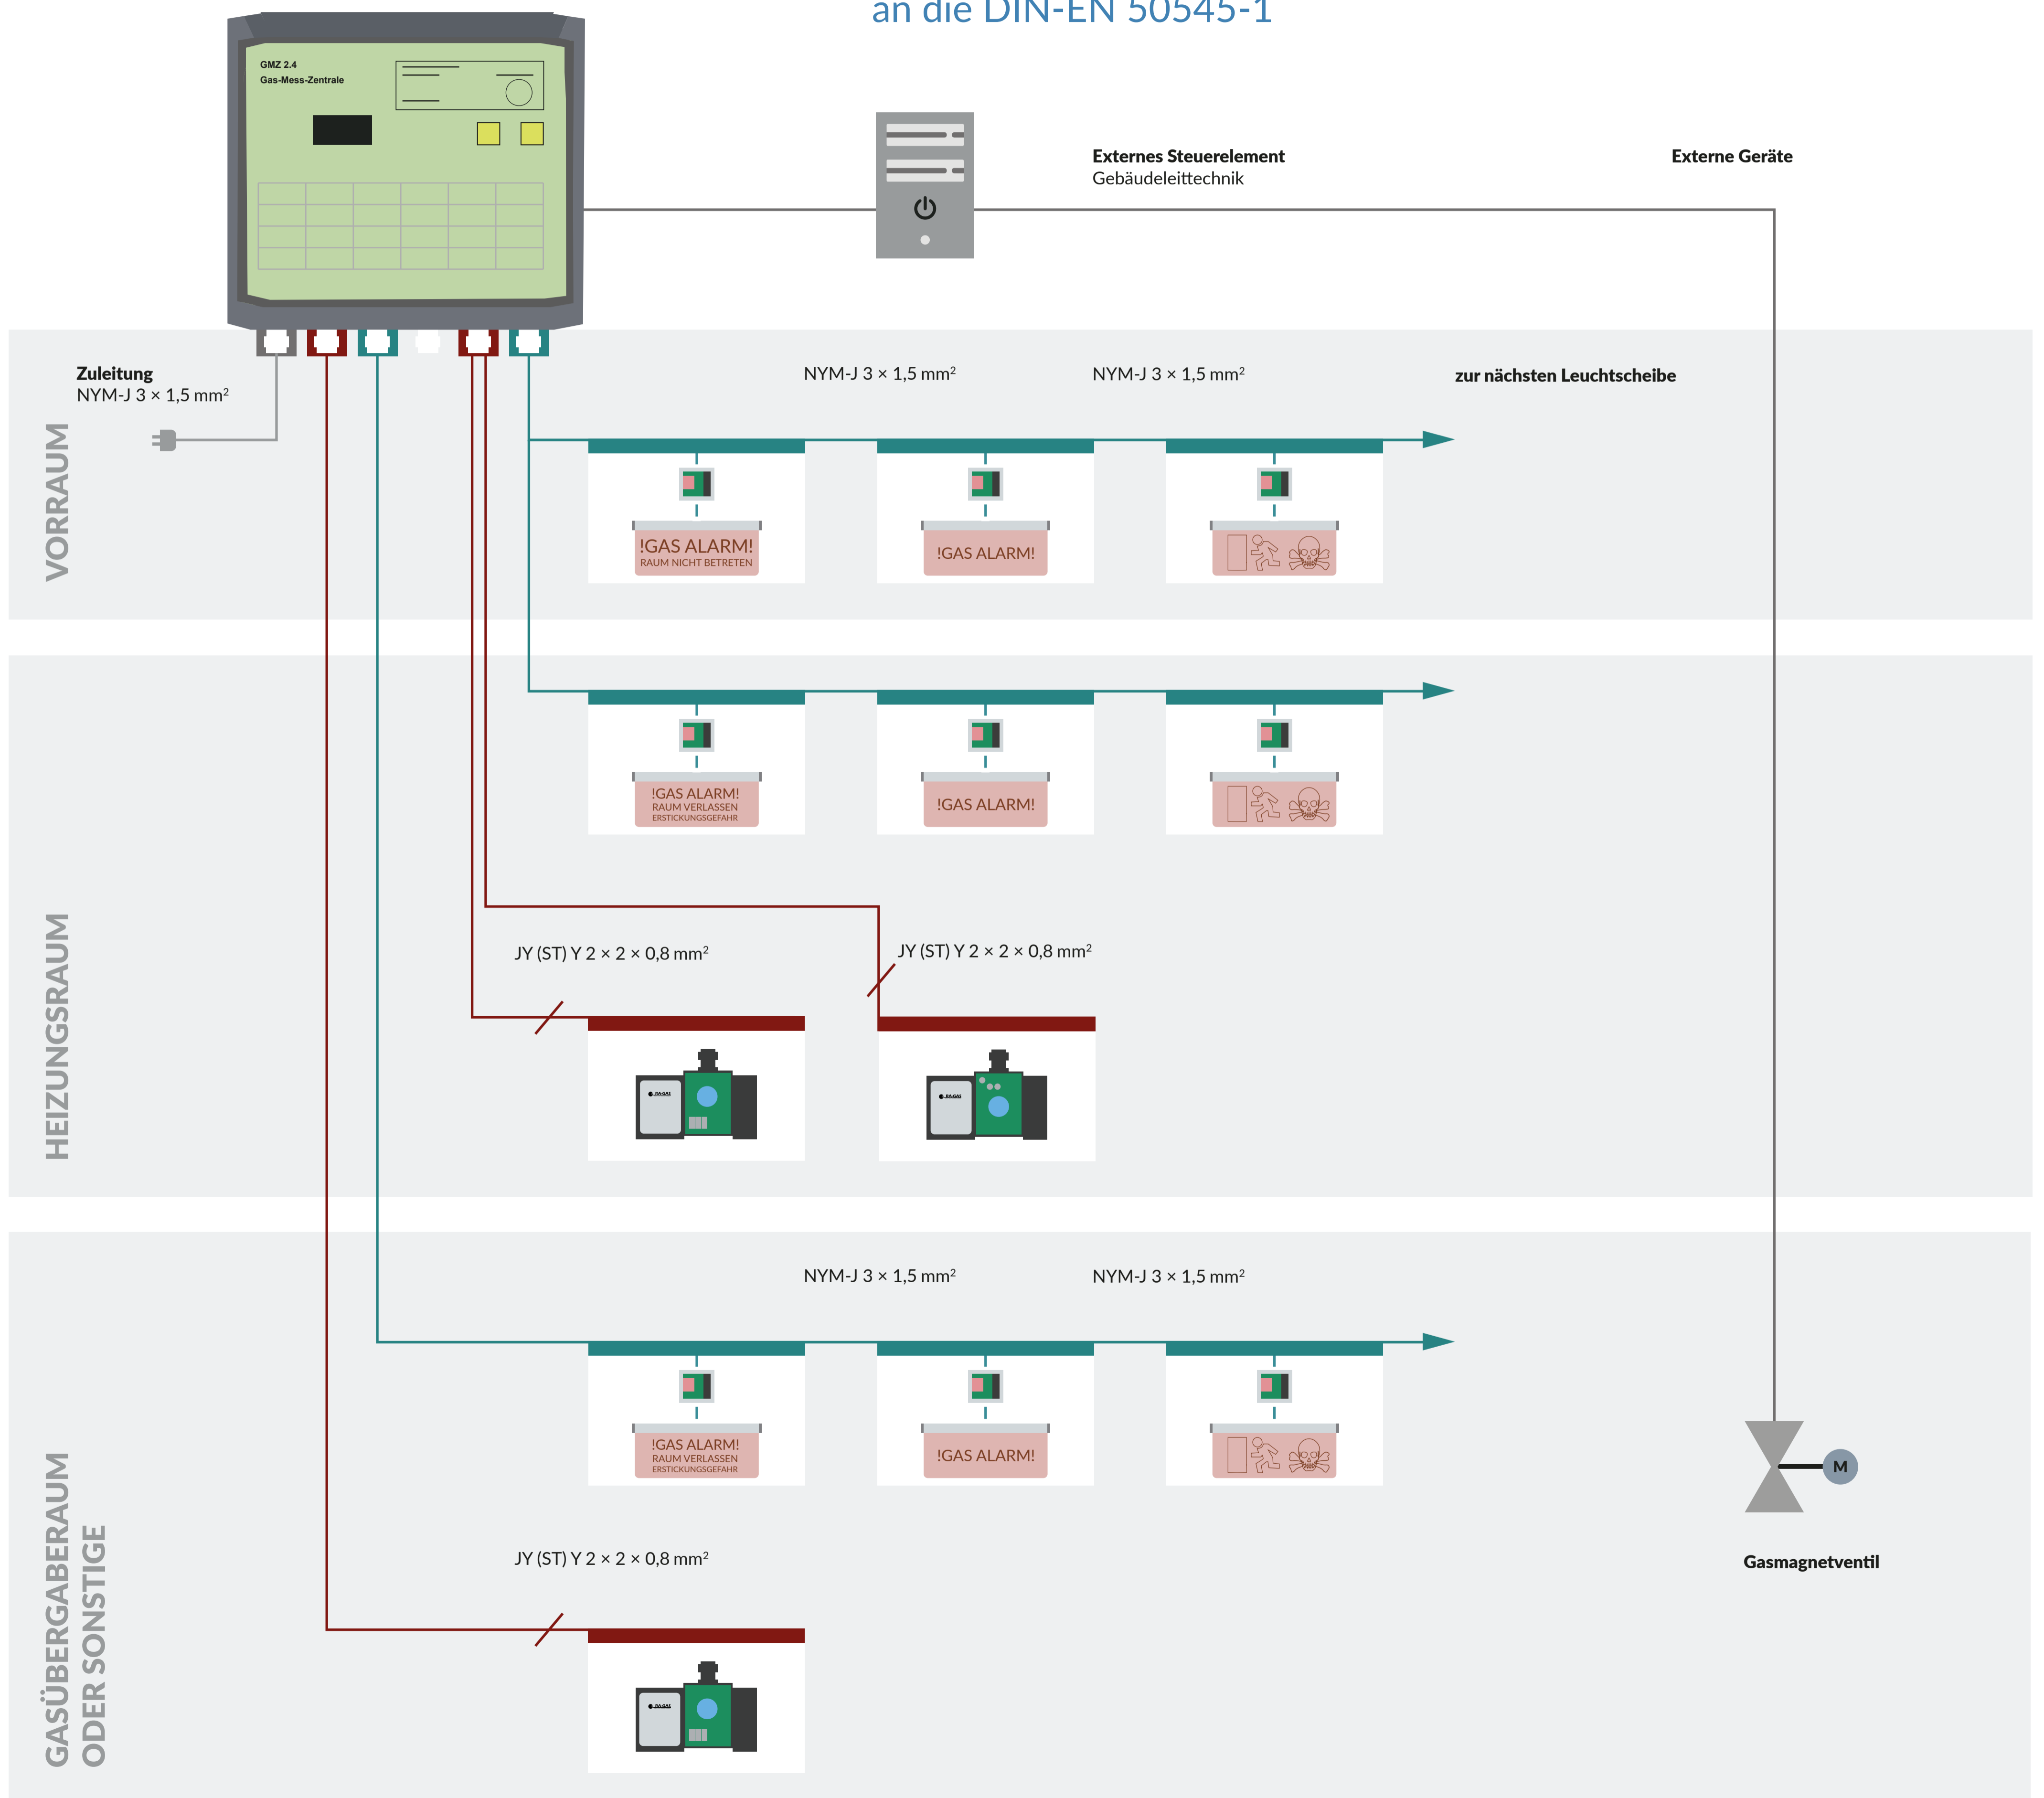 an die DIN-EN 50545-1
GMZ 2.4
Gas-Mess-Zentrale
Externes Steuerelement
Gebäudeleittechnik
Externe Geräte
Zuleitung
NYM-J 3 × 1,5 mm²
NYM-J 3 × 1,5 mm²
NYM-J 3 × 1,5 mm²
zur nächsten Leuchtscheibe
VORRAUM
!GAS ALARM!
RAUM NICHT BETRETEN
!GAS ALARM!
HEIZUNGSRAUM
!GAS ALARM!
RAUM VERLASSEN
ERSTICKUNGSGEFAHR
!GAS ALARM!
JY (ST) Y 2 × 2 × 0,8 mm²
JY (ST) Y 2 × 2 × 0,8 mm²
GASÜBERGABERAUM
ODER SONSTIGE
NYM-J 3 × 1,5 mm²
NYM-J 3 × 1,5 mm²
!GAS ALARM!
RAUM VERLASSEN
ERSTICKUNGSGEFAHR
!GAS ALARM!
M
Gasmagnetventil
JY (ST) Y 2 × 2 × 0,8 mm²